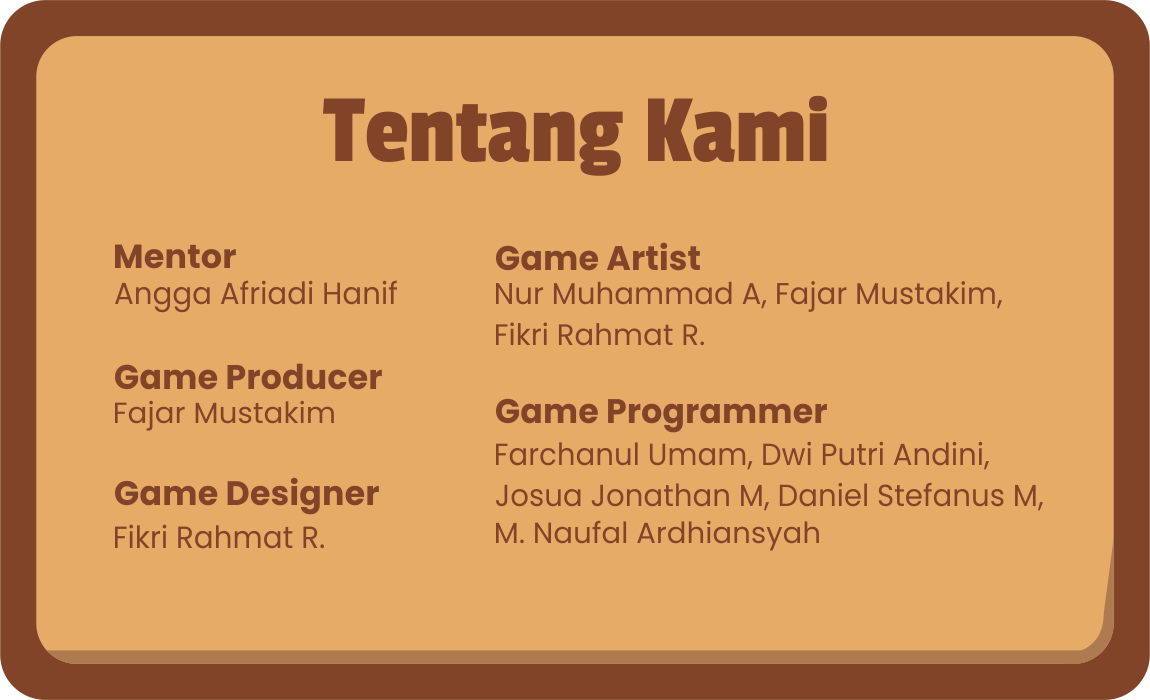 Tentang Kami
Mentor
Angga Afriadi Hanif
Game Producer
Fajar Mustakim
Game Designer
Fikri Rahmat R.
Game Artist
Nur Muhammad A, Fajar Mustakim,
Fikri Rahmat R.
Game Programmer
Farchanul Umam, Dwi Putri Andini,
Josua Jonathan M, Daniel Stefanus M,
M. Naufal Ardhiansyah